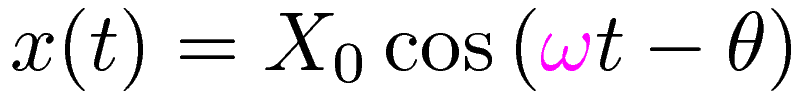 x(t) = X₀ cos (ωt − θ)